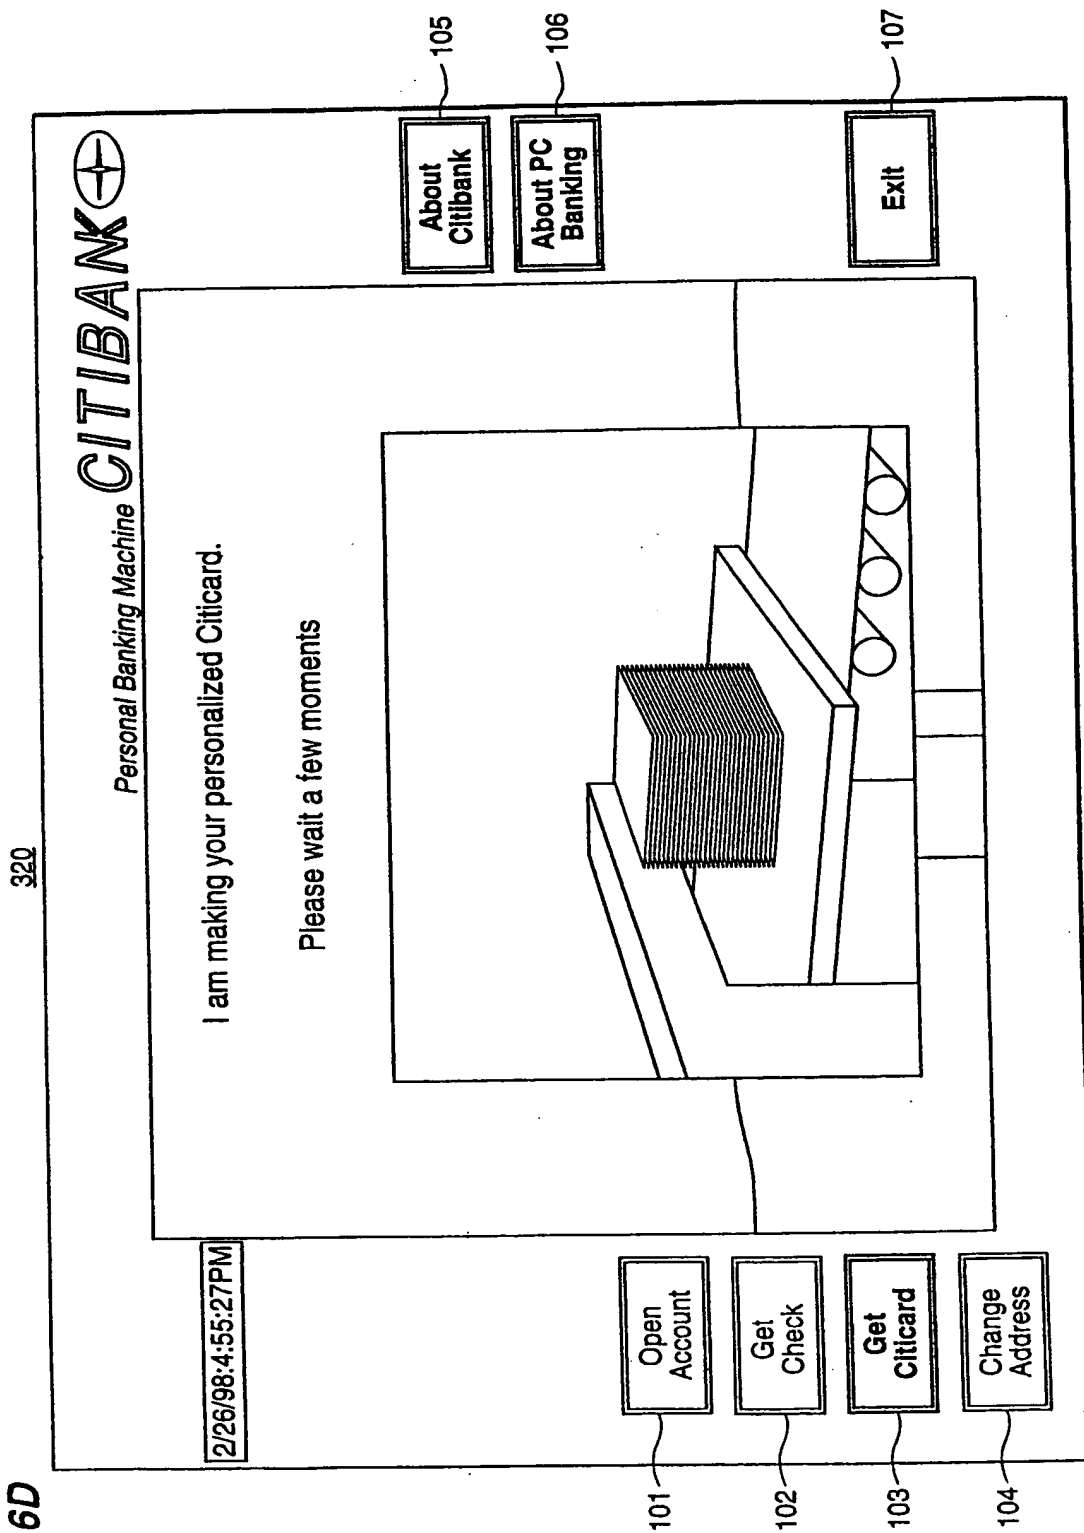 6D
320
Personal Banking Machine CITIBANK
2/26/98:4:55:27PM
I am making your personalized Citicard.
Please wait a few moments
Open
Account
Get
Check
Get
Citicard
Change
Address
101
102
103
104
About
Citibank
About PC
Banking
Exit
105
106
107